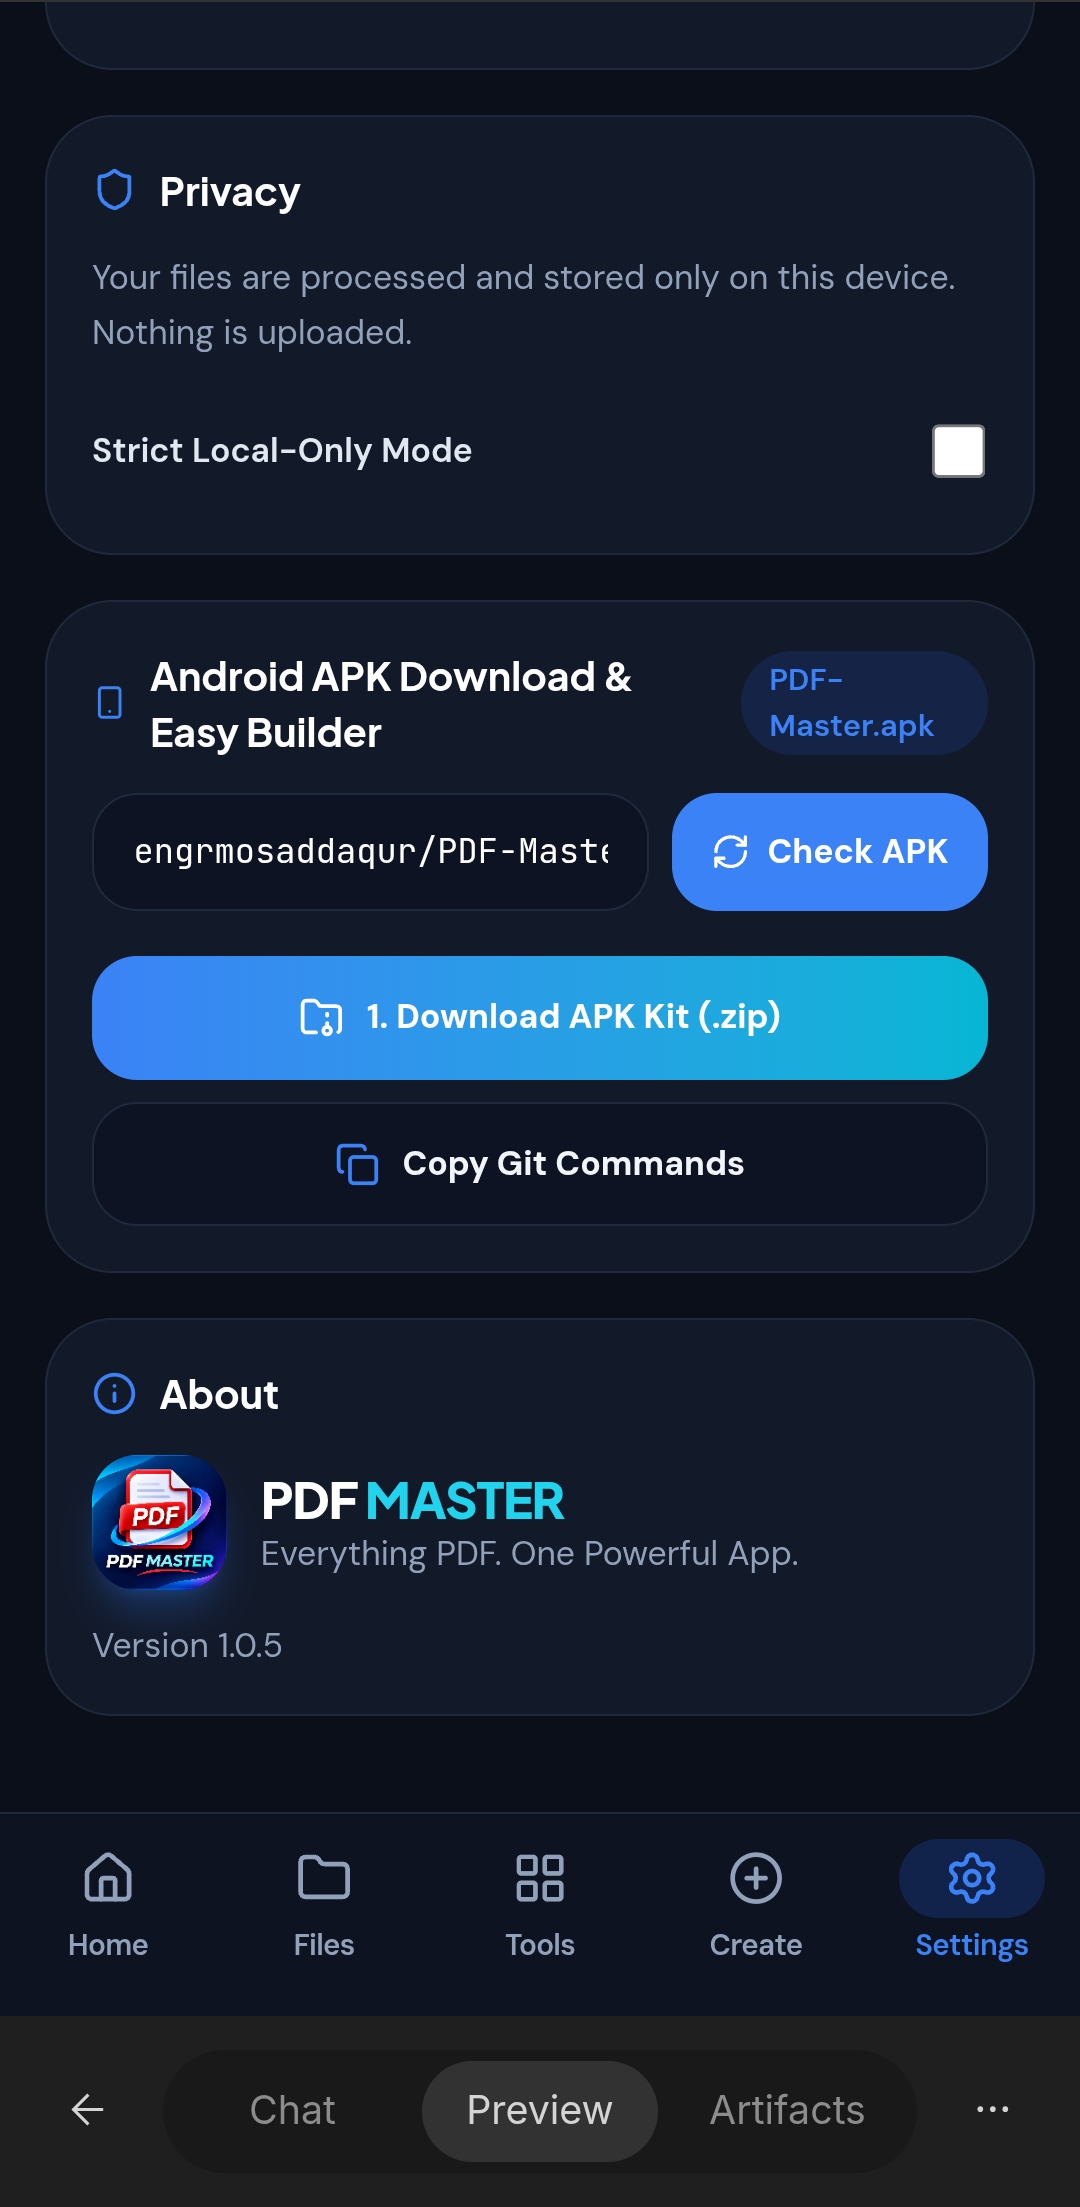 Privacy
Your files are processed and stored only on this device.
Nothing is uploaded.
Strict Local-Only Mode
Android APK Download &
Easy Builder
PDF-
Master.apk
engrmosaddaqur/PDF-Maste
Check APK
1. Download APK Kit (.zip)
Copy Git Commands
About
PDF
PDF MASTER
PDF MASTER
Everything PDF. One Powerful App.
Version 1.0.5
Home
Files
Tools
Create
Settings
Chat
Preview
Artifacts